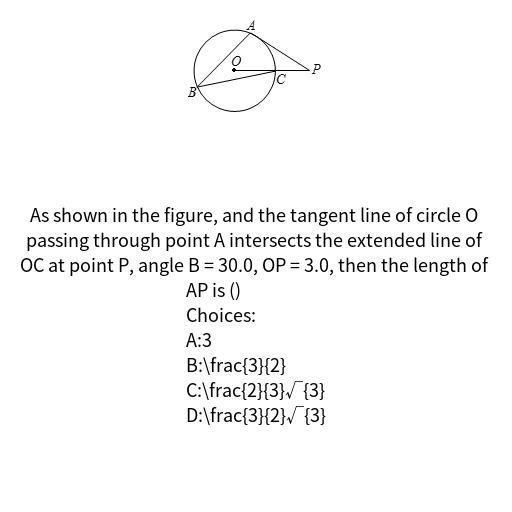 A
O
P
C
B
As shown in the figure, and the tangent line of circle O
passing through point A intersects the extended line of
OC at point P, angle B = 30.0, OP = 3.0, then the length of
AP is ()
Choices:
A:3
B:\frac{3}{2}
C:\frac{2}{3}√{3}
D:\frac{3}{2}√{3}